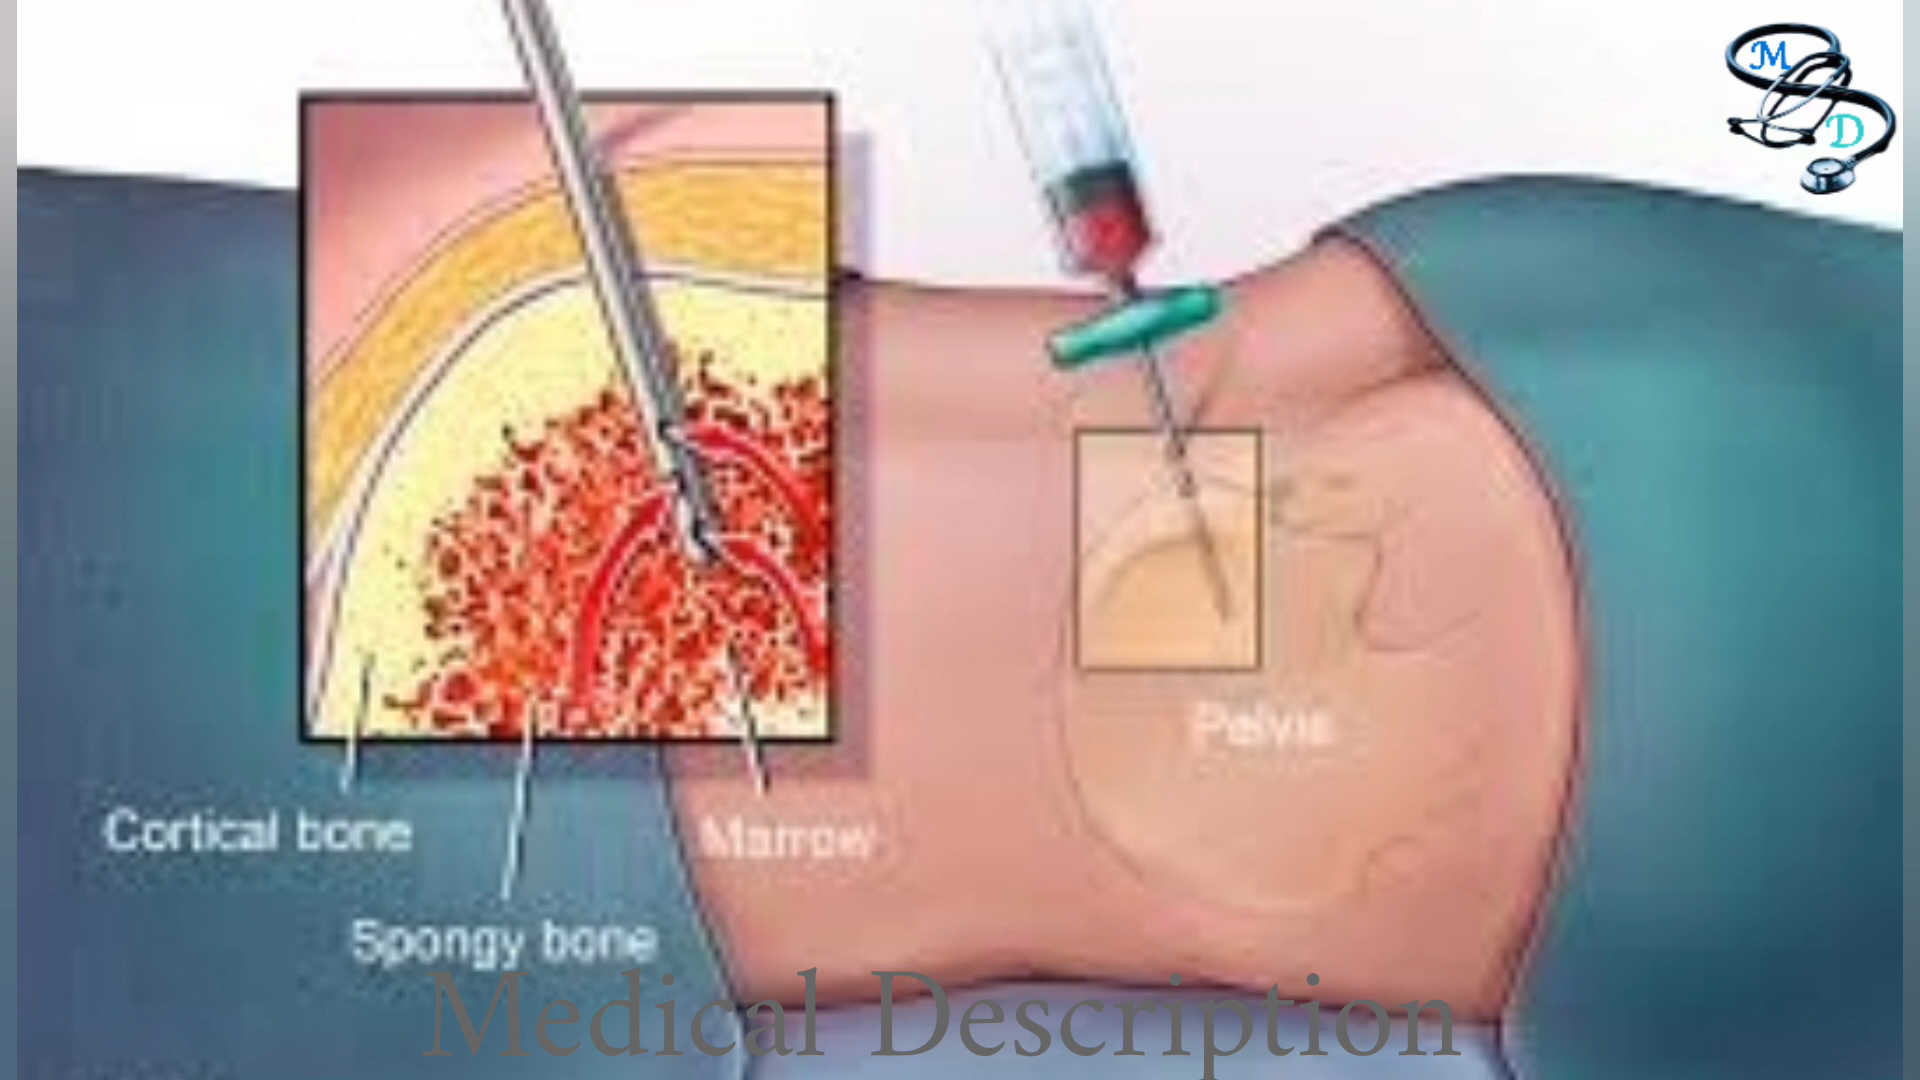 M
D
Pelvis
Cortical bone
Marrow
Spongy bone
Medical Description